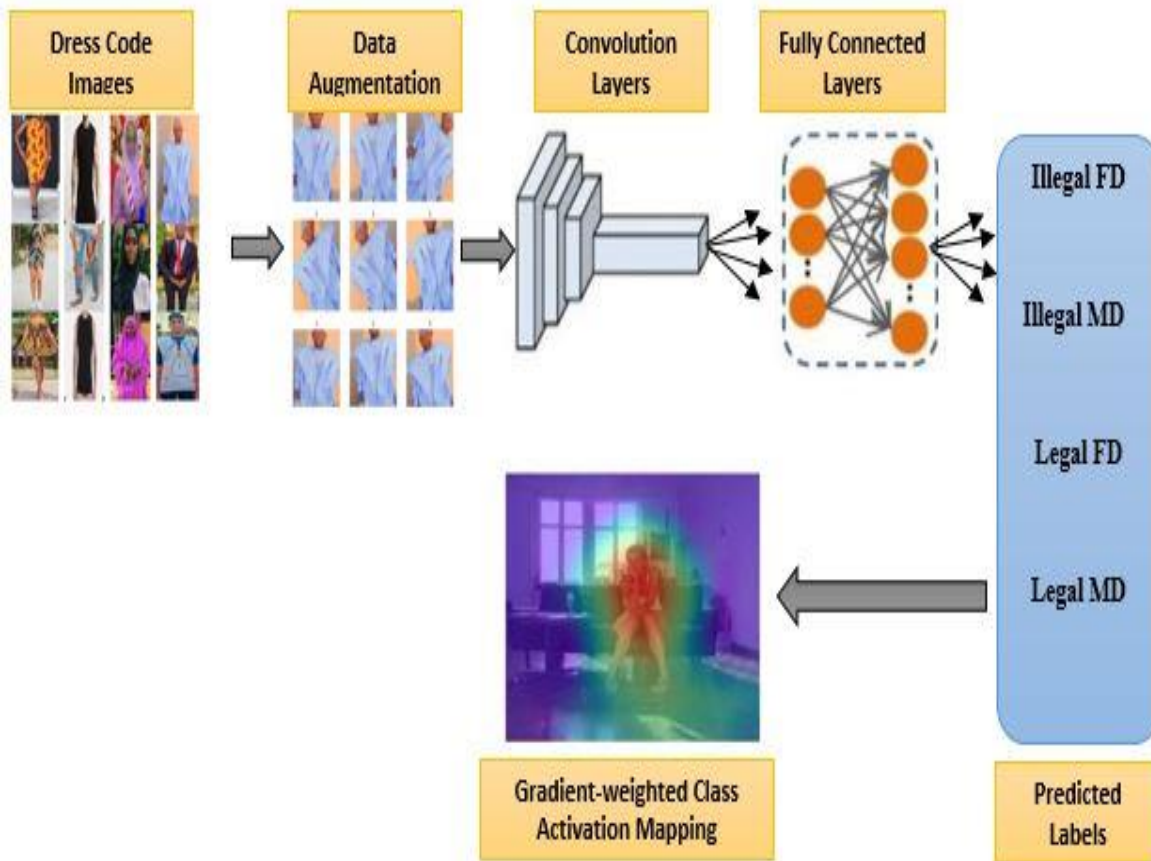 Dress Code
Images
Data
Augmentation
Convolution
Layers
Fully Connected
Layers
Illegal FD
Illegal MD
Legal FD
Legal MD
Gradient-weighted Class
Activation Mapping
Predicted
Labels